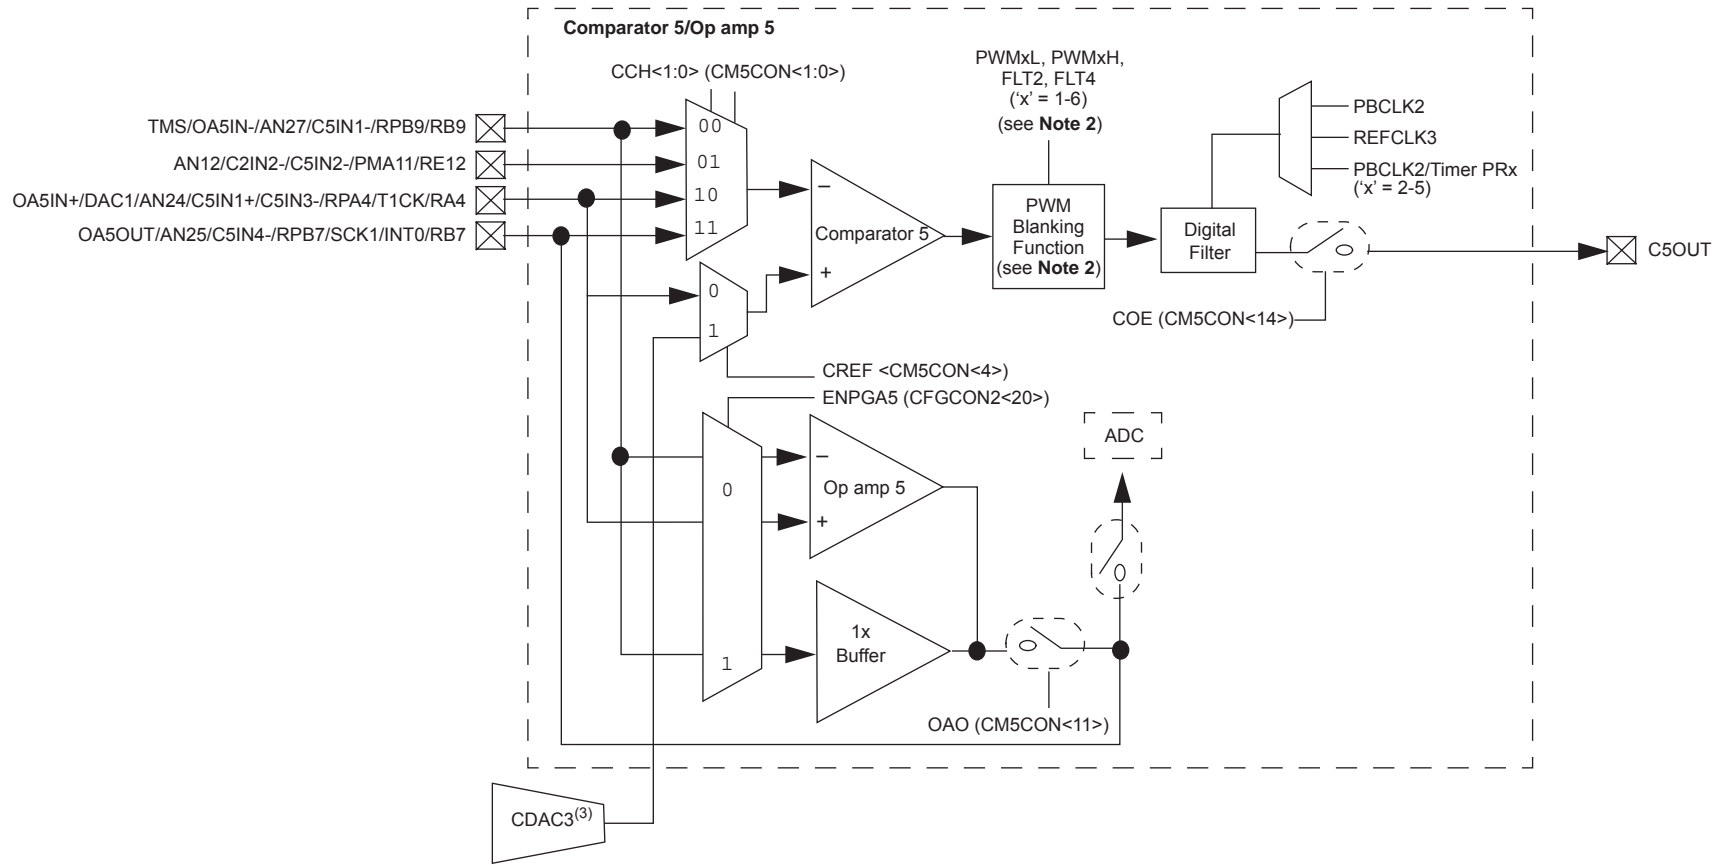 Comparator 5/Op amp 5
CCH<1:0> (CM5CON<1:0>)
PWMxL, PWMxH,
FLT2, FLT4
(‘x’ = 1-6)
(see Note 2)
TMS/OA5IN-/AN27/C5IN1-/RPB9/RB9
AN12/C2IN2-/C5IN2-/PMA11/RE12
OA5IN+/DAC1/AN24/C5IN1+/C5IN3-/RPA4/T1CK/RA4
OA5OUT/AN25/C5IN4-/RPB7/SCK1/INT0/RB7
00
01
10
11
0
1
–
Comparator 5
+
PWM
Blanking
Function
(see Note 2)
Digital
Filter
PBCLK2
REFCLK3
PBCLK2/Timer PRx
(‘x’ = 2-5)
C5OUT
COE (CM5CON<14>)
CREF <CM5CON<4>)
ENPGA5 (CFGCON2<20>)
0
1
–
Op amp 5
+
1x
Buffer
ADC
OAO (CM5CON<11>)
CDAC3(3)